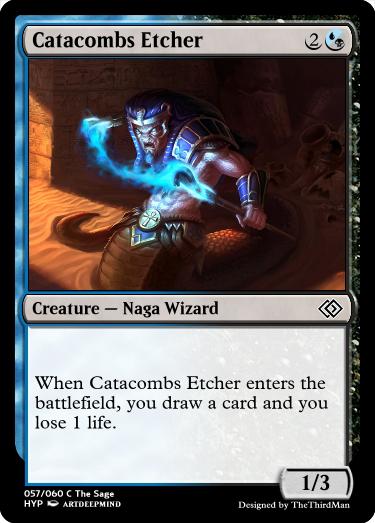 Catacombs Etcher 2
Creature — Naga Wizard
When Catacombs Etcher enters the
battlefield, you draw a card and you
lose 1 life.
1/3
057/060 C The Sage
HYP ARTDEEPMIND
Designed by TheThirdMan